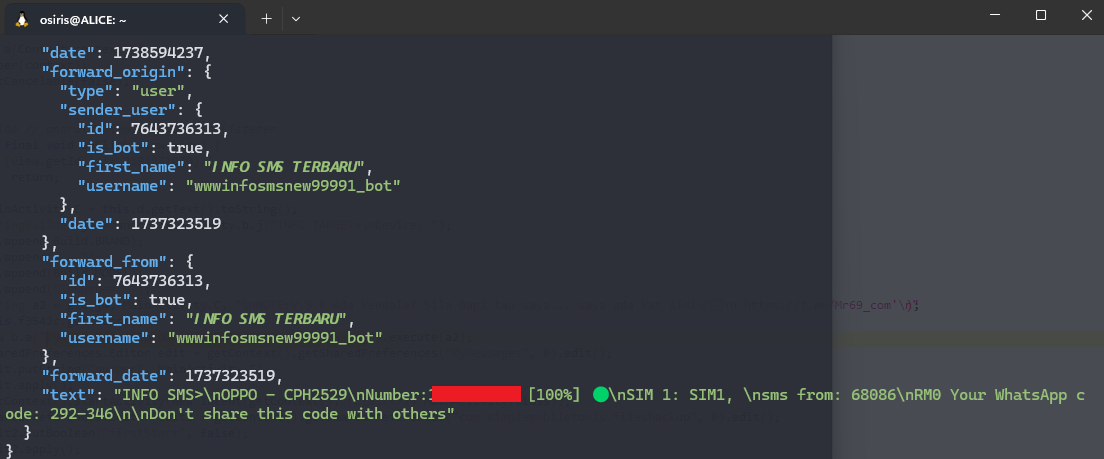 osiris@ALICE: ~
"date": 1738594237,
"forward_origin": {
"type": "user",
"sender_user": {
"id": 7643736313,
"is_bot": true,
"first_name": "INFO SMS TERBARU",
"username": "wwwinfosmsnew99991_bot"
},
"date": 1737323519
},
"forward_from": {
"id": 7643736313,
"is_bot": true,
"first_name": "INFO SMS TERBARU",
"username": "wwwinfosmsnew99991_bot"
},
"forward_date": 1737323519,
"text": "INFO SMS>\nOPPO - CPH2529\nNumber: [100%] 🟢\nSIM 1: SIM1, \nsms from: 68086\nRM0 Your WhatsApp c
ode: 292-346\n\nDon't share this code with others"
}
}
Mr69_com'\n